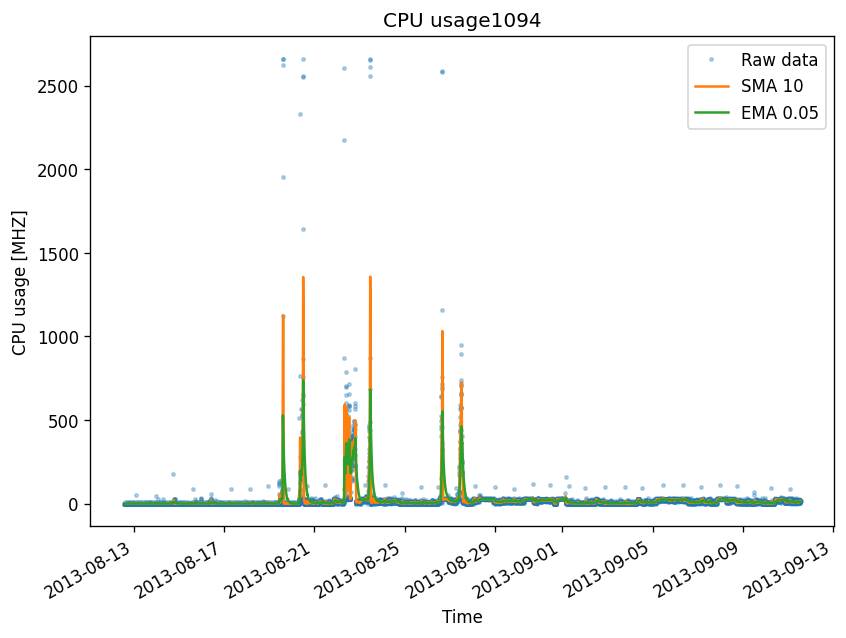 CPU usage1094
Raw data
SMA 10
EMA 0.05
CPU usage [MHZ]
2500
2000
1500
1000
500
0
2013-08-13
2013-08-17
2013-08-21
2013-08-25
2013-08-29
2013-09-01
2013-09-05
2013-09-09
2013-09-13
Time